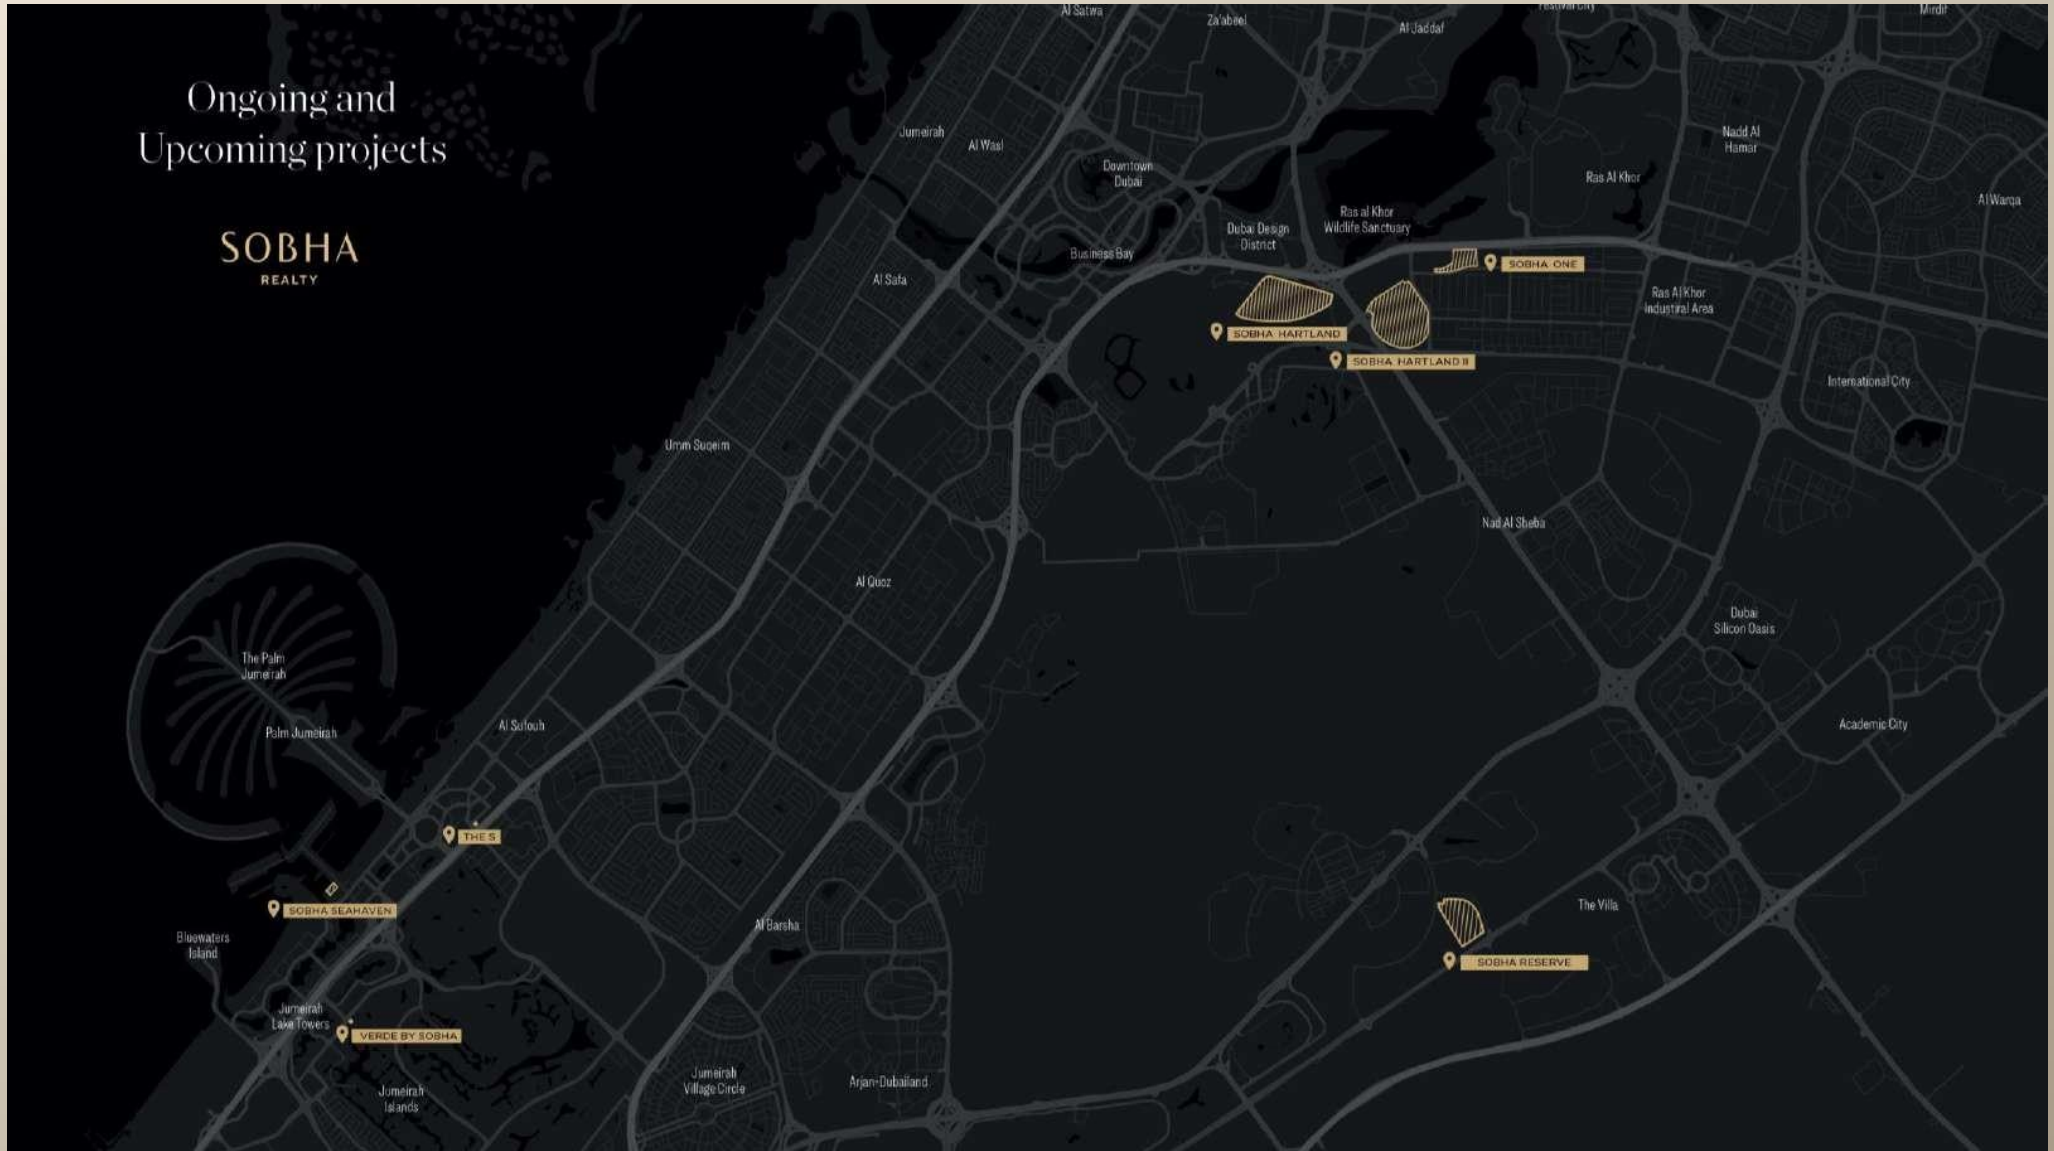 Ongoing and
Upcoming projects
SOBHA
REALTY
Al Satwa
Za'abeel
Al Jaddaf
Festival City
Mirdif
Jumeirah
Al Wasl
Downtown
Dubai
Nadd Al
Hamar
Ras Al Khor
Al Warqa
Ras al Khor
Wildlife Sanctuary
Dubai Design
District
Business Bay
Al Safa
SOBHA ONE
Ras Al Khor
Industiral Area
SOBHA HARTLAND
SOBHA HARTLAND II
International City
Umm Suqeim
Nad Al Sheba
Al Quoz
Dubai
Silicon Oasis
The Palm
Jumeirah
Palm Jumeirah
Al Sufouh
Academic City
THE S
SOBHA SEAHAVEN
The Villa
Al Barsha
Bluewaters
Island
SOBHA RESERVE
Jumeirah
Lake Towers
VERDE BY SOBHA
Jumeirah
Village Circle
Arjan-Dubailand
Jumeirah
Islands